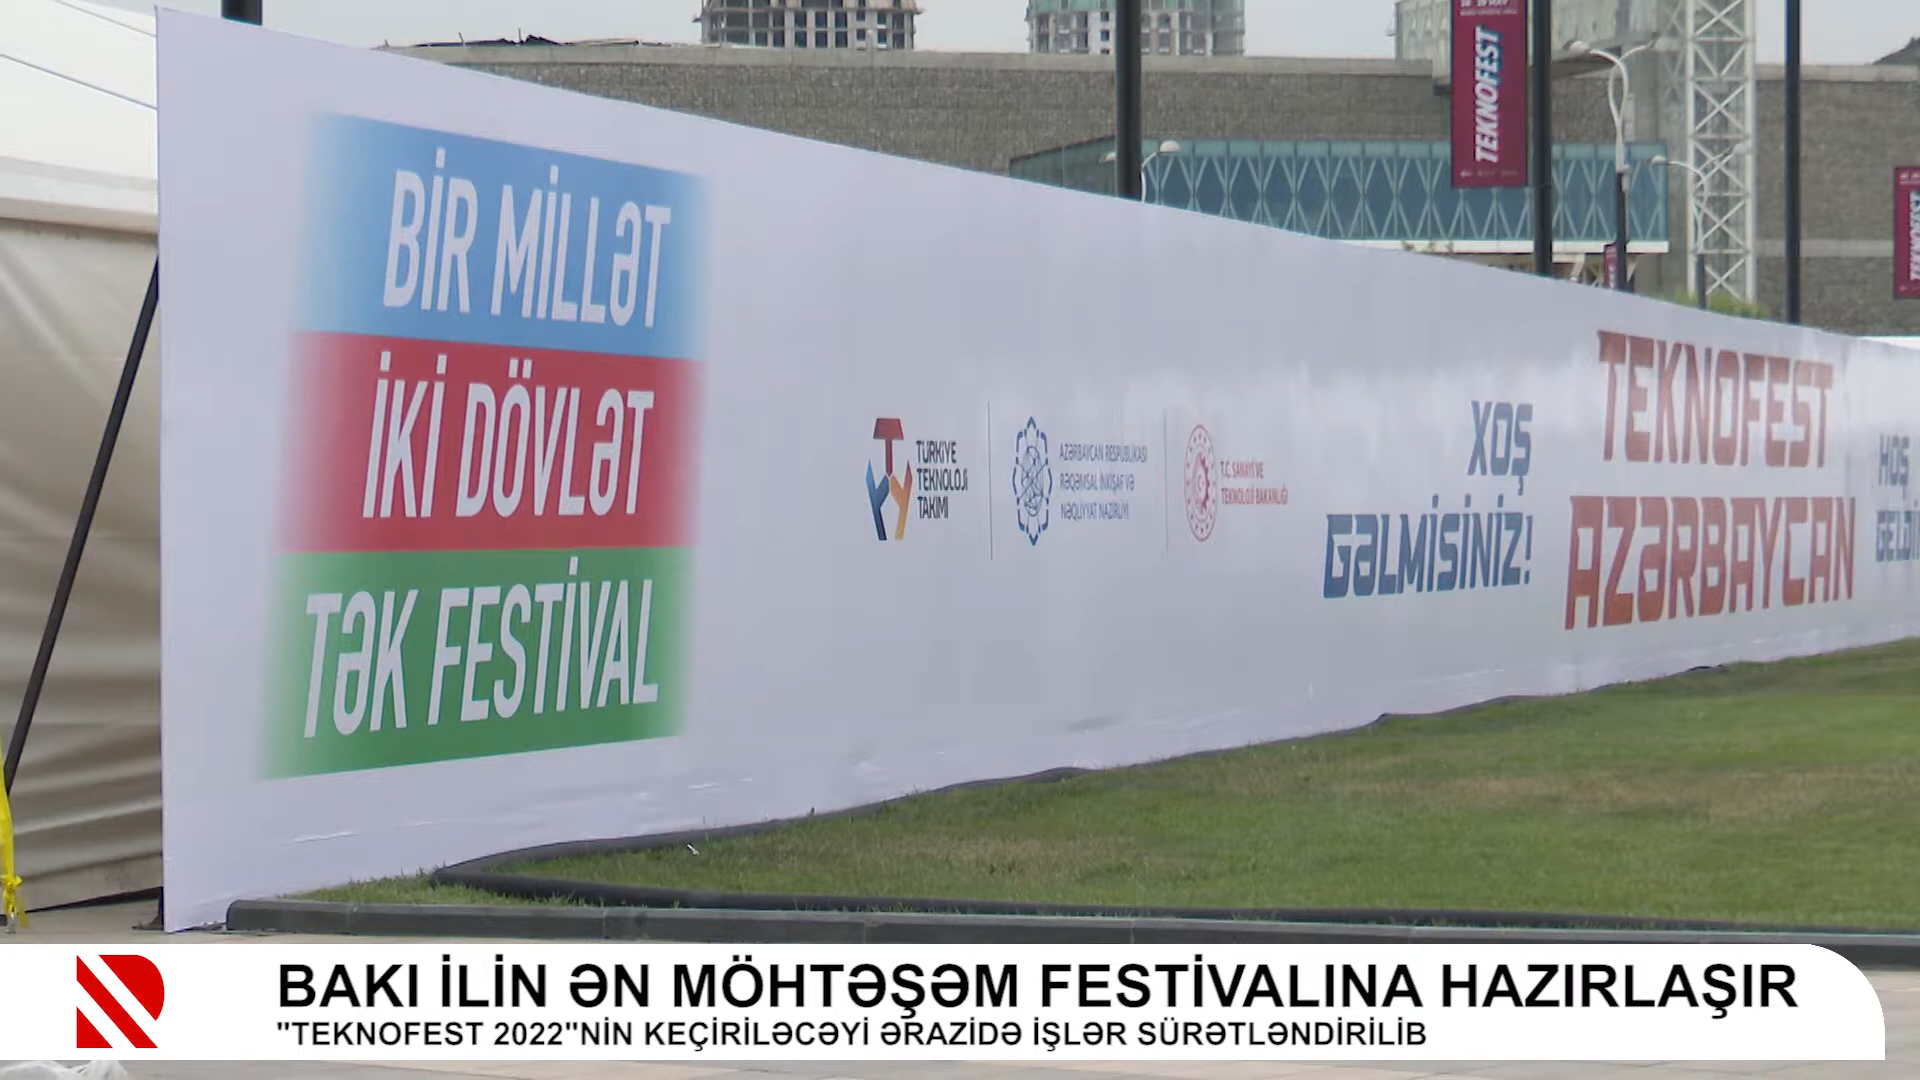 TEKNOFEST
TEKNOFEST
BİR MİLLƏT
İKİ DÖVLƏT
TƏK FESTİVAL
TÜRKİYE
TEKNOLOJİ
TAKIMI
AZƏRBAYCAN RESPUBLİKASI
RƏQƏMSAL İNKİŞAF VƏ
NƏQLİYYAT NAZİRLİYİ
T.C. SANAYİ VE
TEKNOLOJİ BAKANLIĞI
XOŞ
GƏLMİSİNİZ!
TEKNOFEST
AZƏRBAYCAN
HOŞ
BAKI İLİN ƏN MÖHTƏŞƏM FESTİVALINA HAZIRLAŞIR
"TEKNOFEST 2022"NİN KEÇİRİLƏCƏYİ ƏRAZİDƏ İŞLƏR SÜRƏTLƏNDİRİLİB